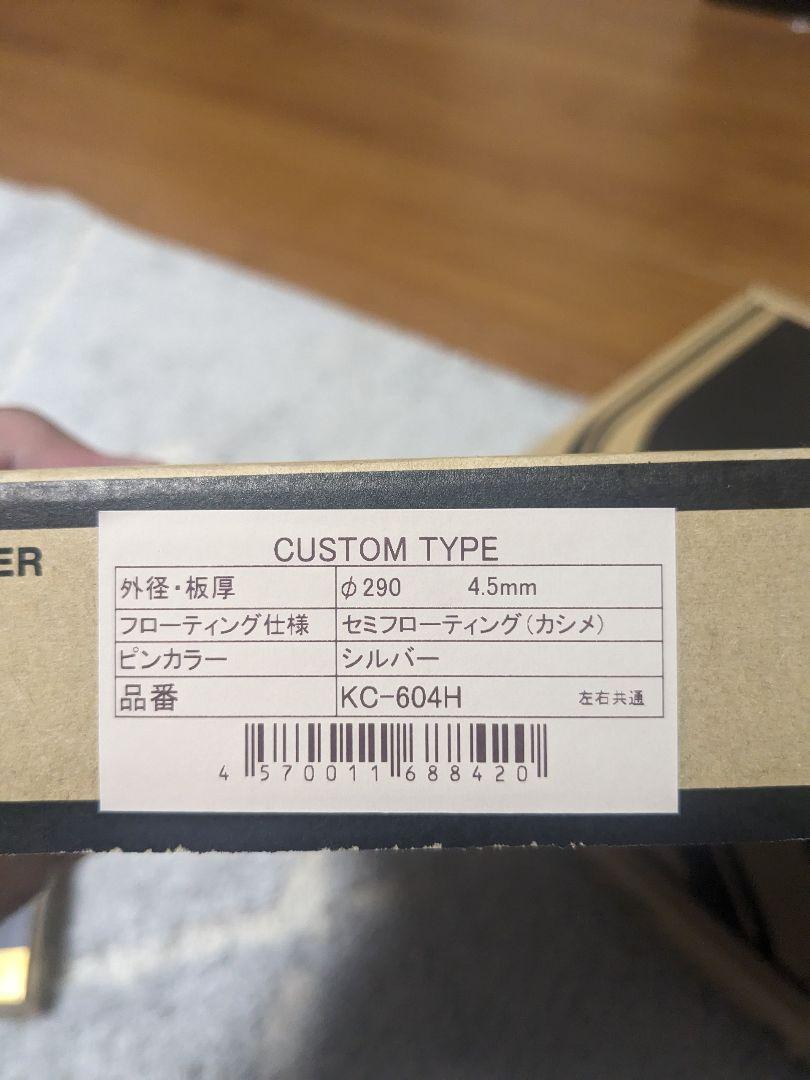 ER
CUSTOM TYPE
外径・板厚 φ290 4.5mm
フローティング仕様 セミフローティング(カシメ)
ピンカラー シルバー
品番 KC-604H 左右共通
4 570011 688420